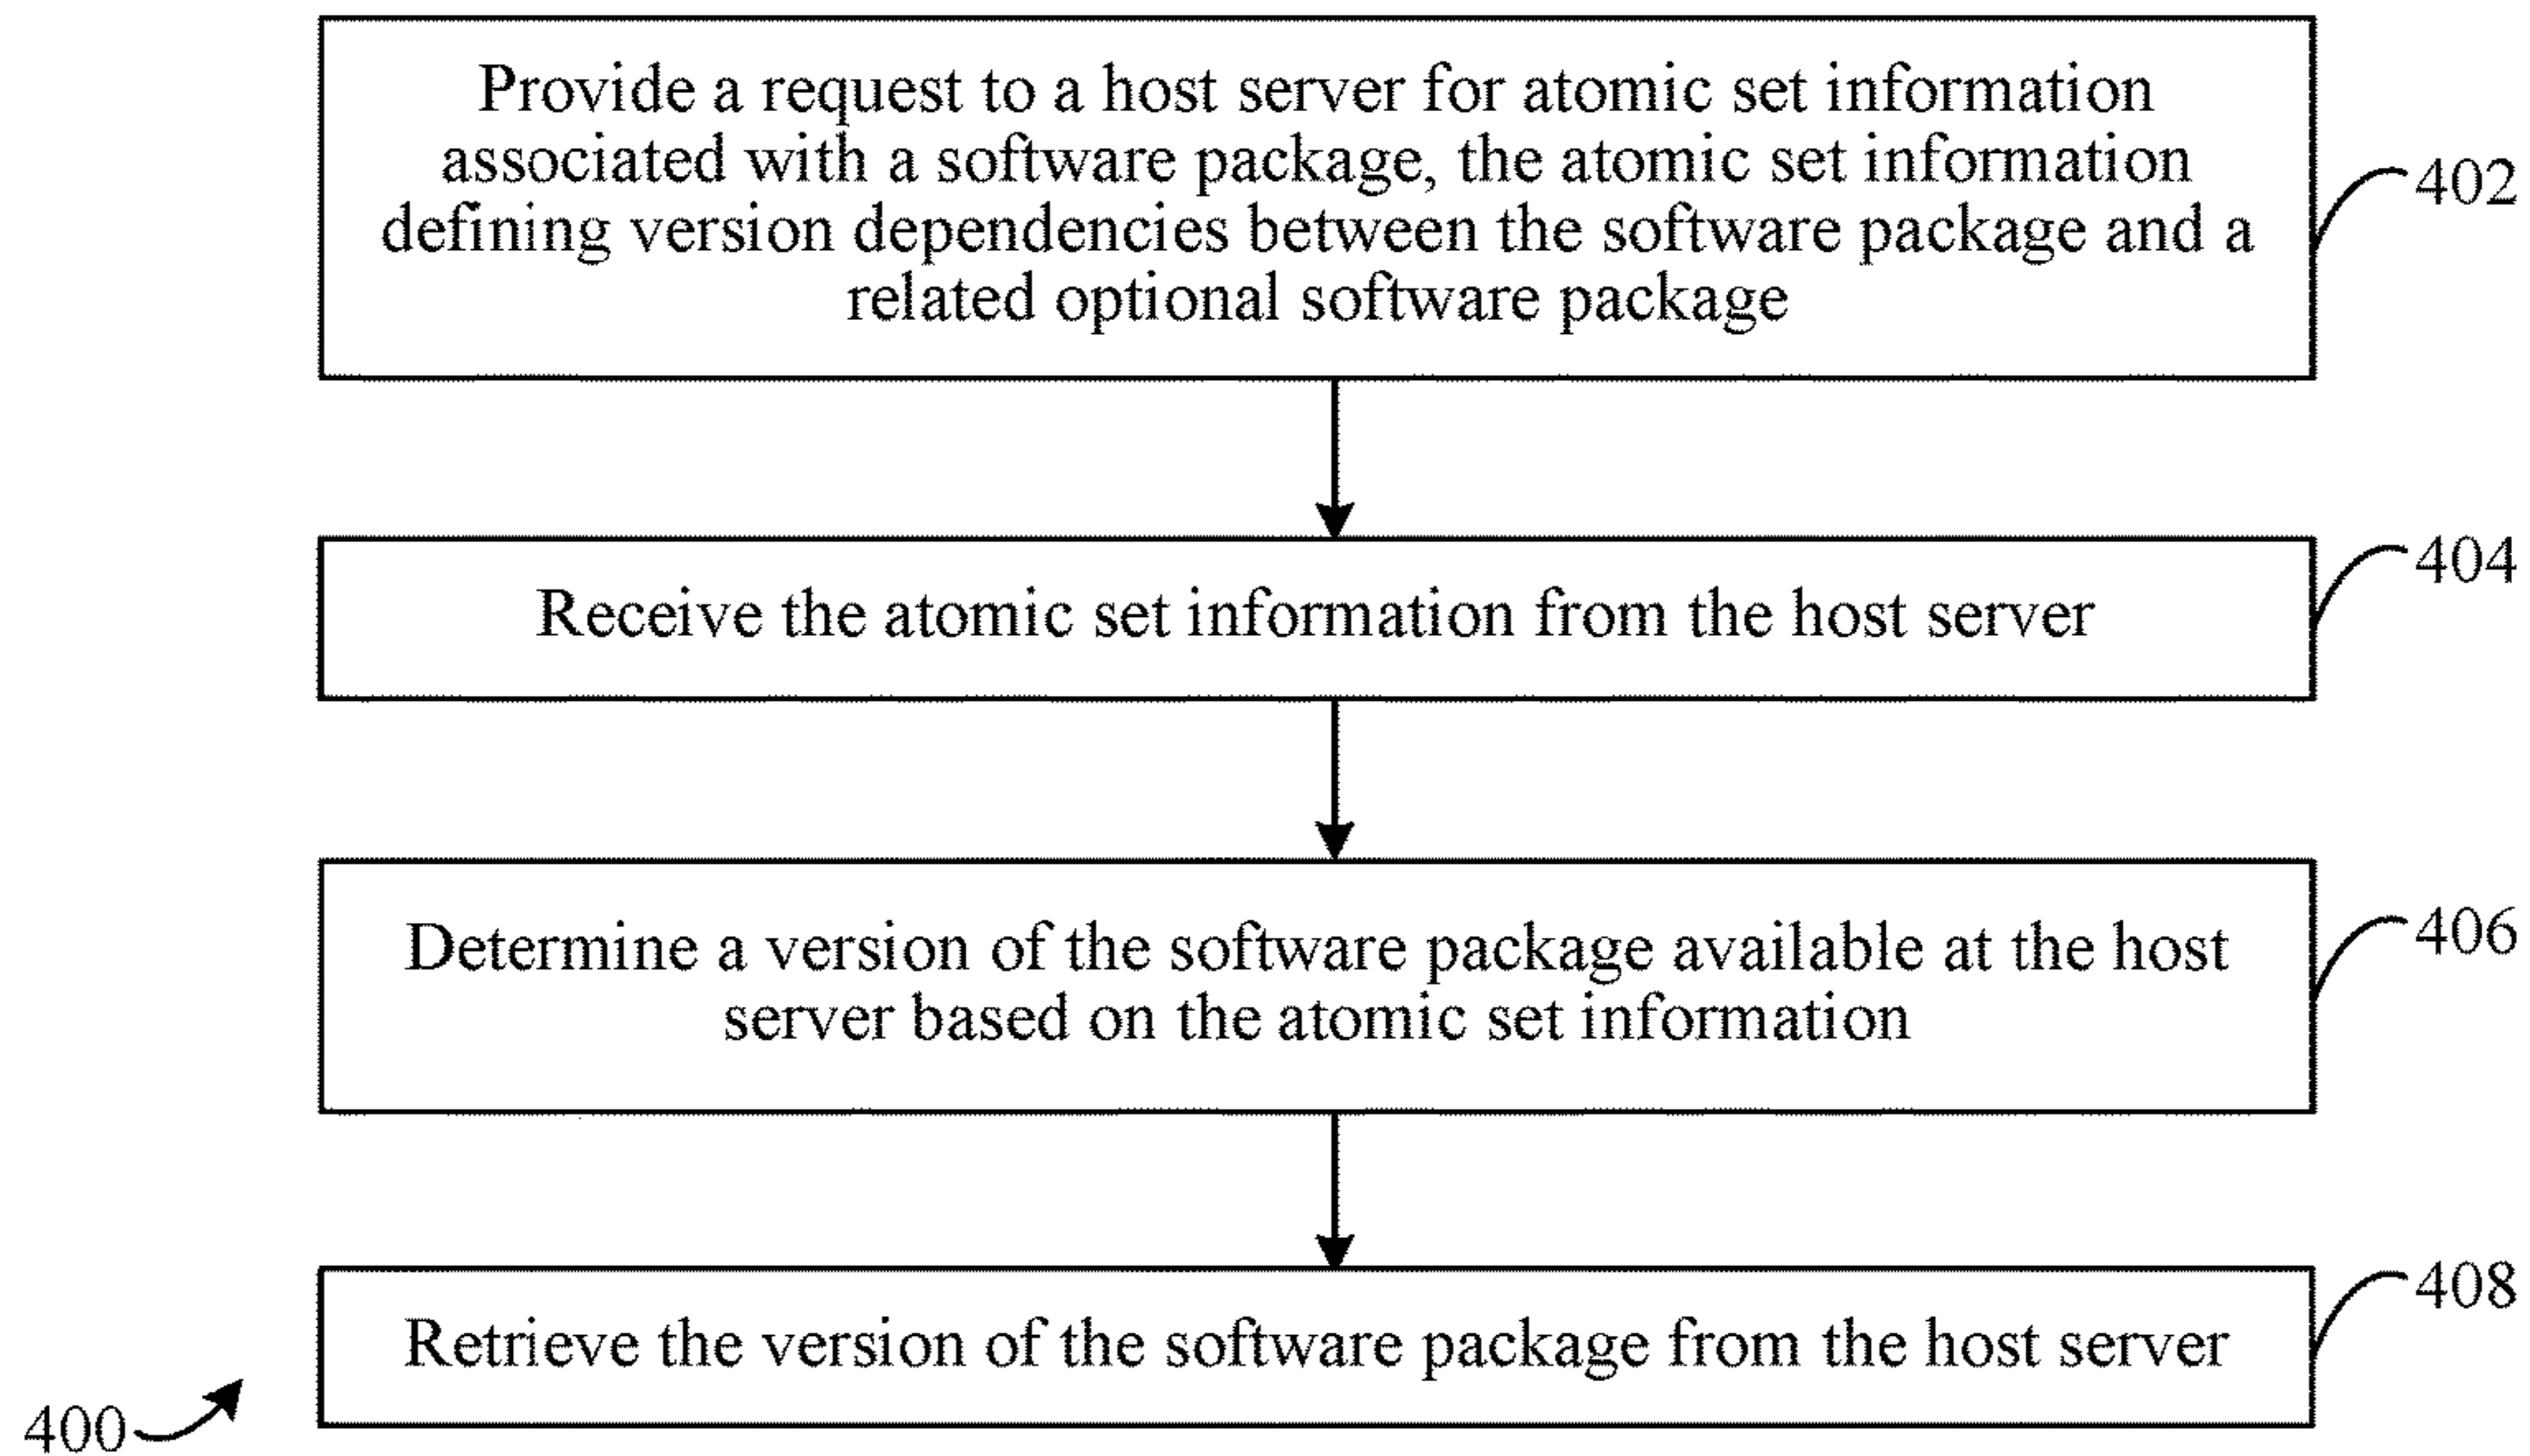 Provide a request to a host server for atomic set information
associated with a software package, the atomic set information
defining version dependencies between the software package and a
related optional software package
402
Receive the atomic set information from the host server
404
Determine a version of the software package available at the host
server based on the atomic set information
406
Retrieve the version of the software package from the host server
408
400